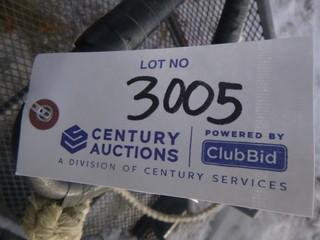 LOT NO
3005
CENTURY AUCTIONS
A DIVISION OF CENTURY SERVICES
POWERED BY
ClubBid